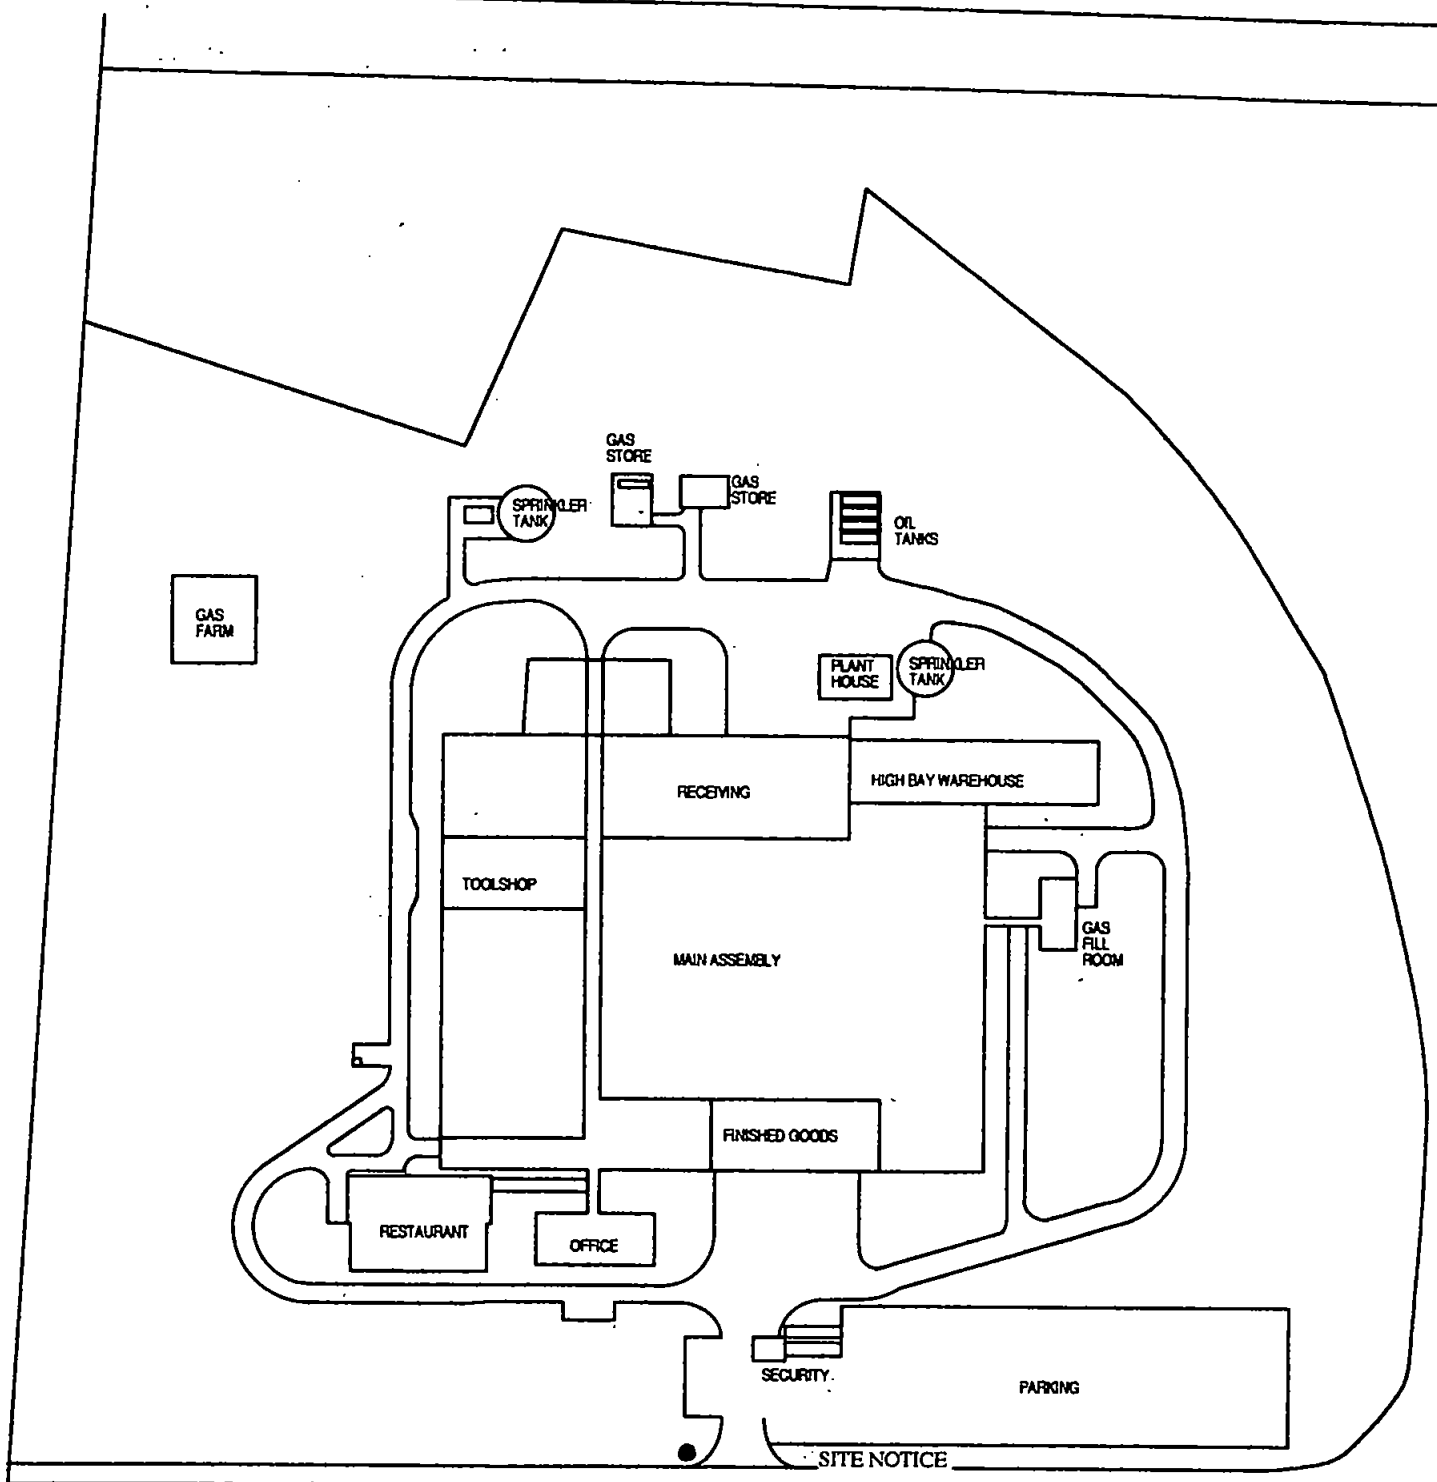 GAS
STORE
GAS
STORE
SPRINKLER
TANK
OIL
TANKS
GAS
FARM
PLANT
HOUSE
SPRINKLER
TANK
RECEIVING
HIGH BAY WAREHOUSE
TOOLSHOP
MAIN ASSEMBLY
GAS
FILL
ROOM
FINISHED GOODS
RESTAURANT
OFFICE
SECURITY
PARKING
SITE NOTICE